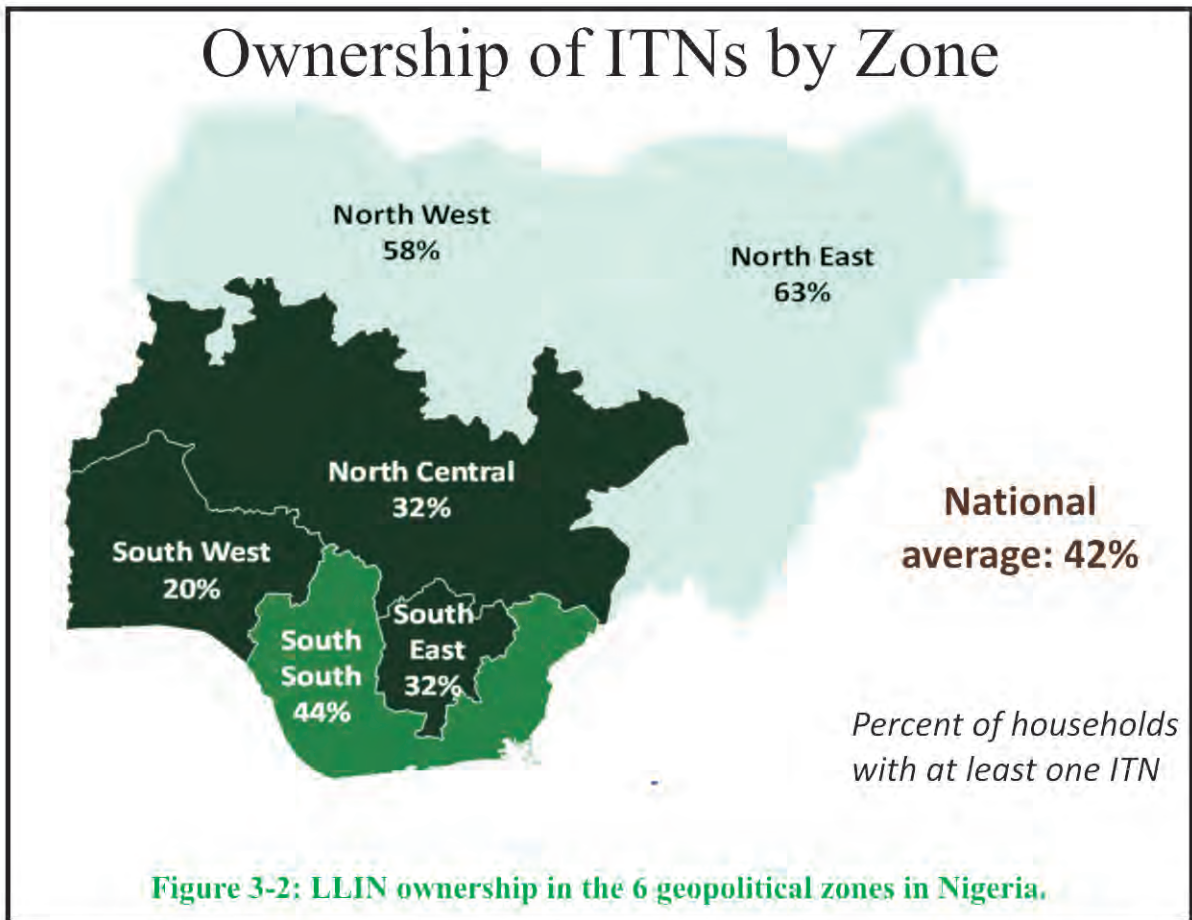 Ownership of ITNs by Zone
North West
58%
North East
63%
North Central
32%
South West
20%
South
East
32%
South
South
44%
National
average: 42%
Percent of households
with at least one ITN
Figure 3-2: LLIN ownership in the 6 geopolitical zones in Nigeria.